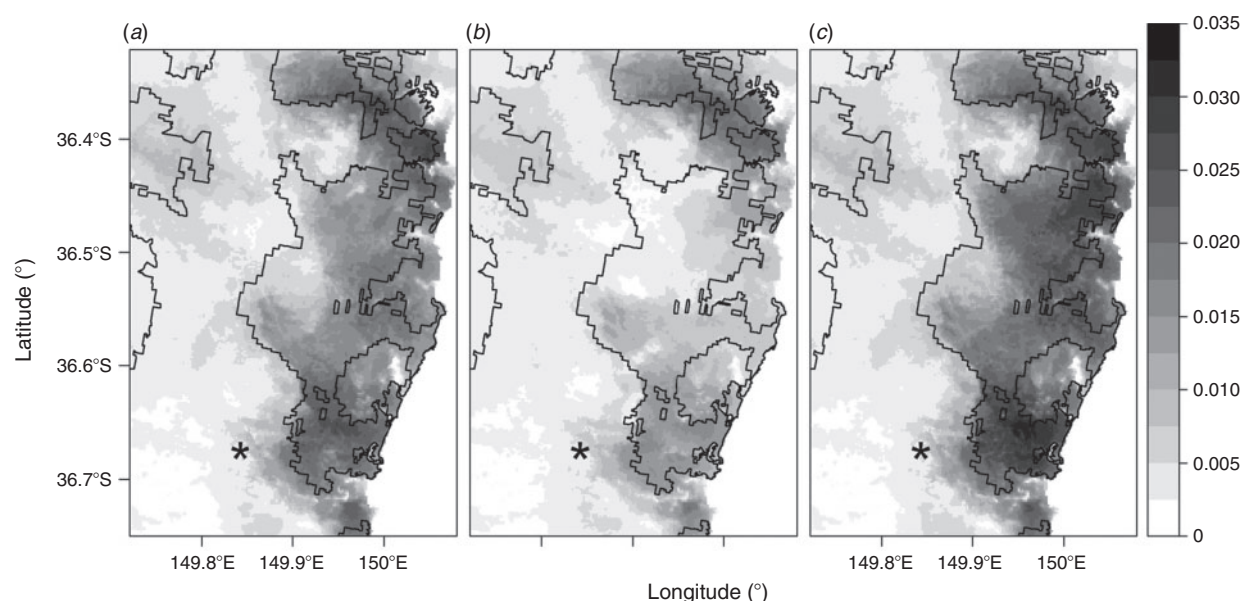 (a)
(b)
(c)
0.035
0.030
0.025
0.020
0.015
0.010
0.005
0
36.4°S
36.5°S
36.6°S
36.7°S
Latitude (°)
*
*
*
149.8°E 149.9°E 150°E
149.8°E 149.9°E 150°E
Longitude (°)